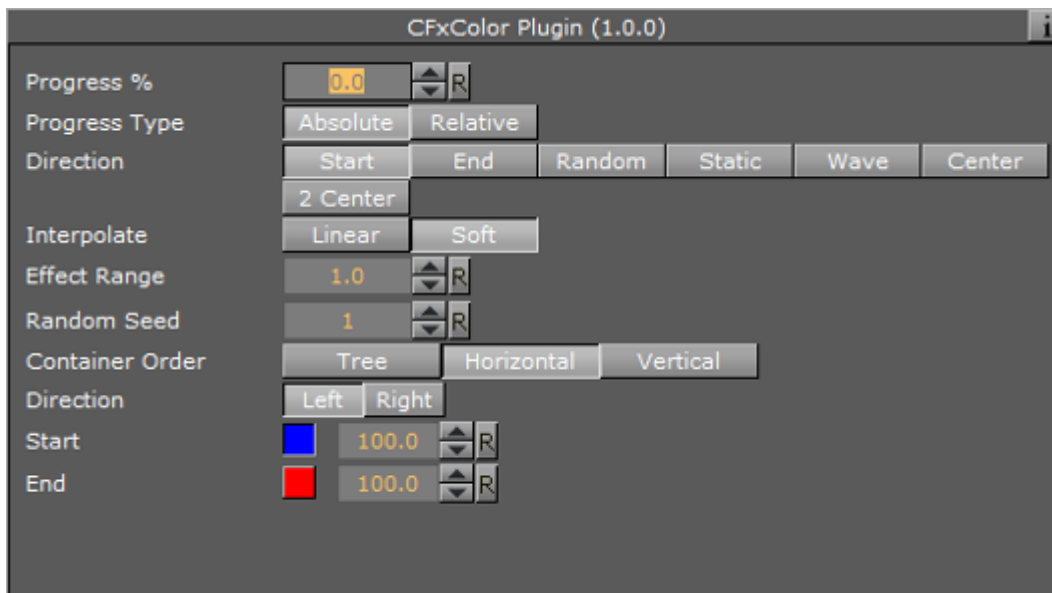 CFxColor Plugin (1.0.0) i
Progress % 0.0 R
Progress Type Absolute Relative
Direction Start End Random Static Wave Center
2 Center
Interpolate Linear Soft
Effect Range 1.0 R
Random Seed 1 R
Container Order Tree Horizontal Vertical
Direction Left Right
Start 100.0 R
End 100.0 R